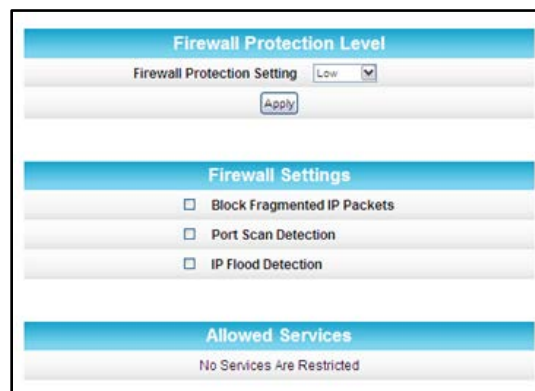 Firewall Protection Level
Firewall Protection Setting Low
Apply
Firewall Settings
Block Fragmented IP Packets
Port Scan Detection
IP Flood Detection
Allowed Services
No Services Are Restricted